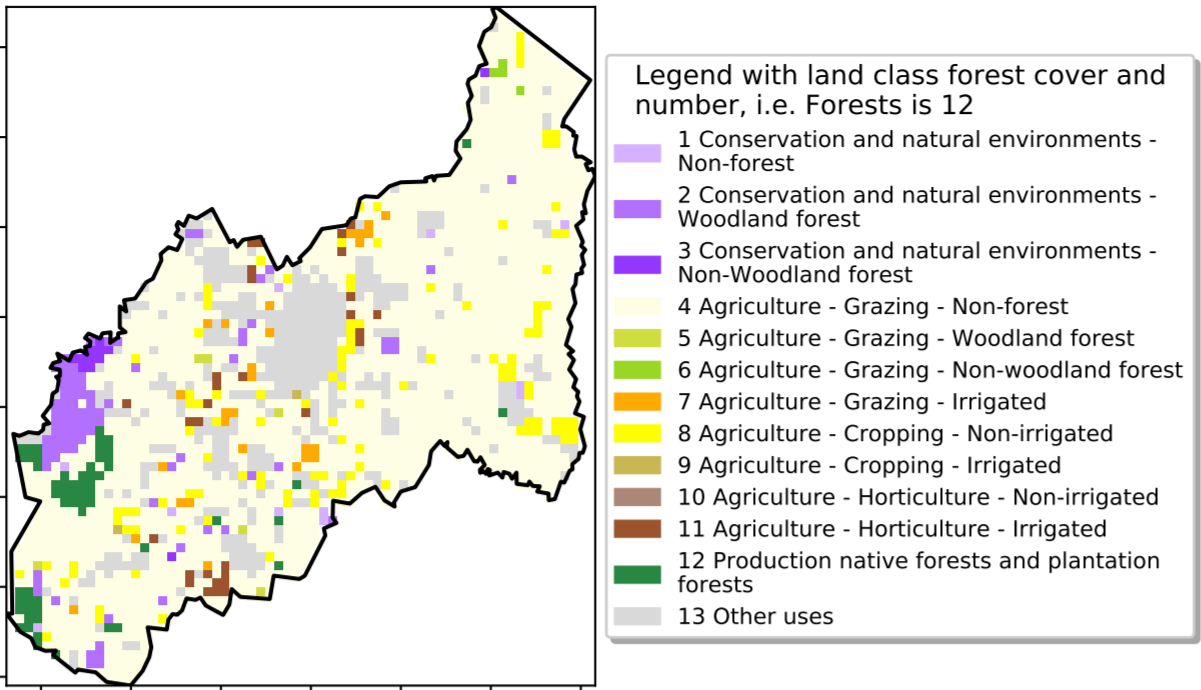 Legend with land class forest cover and
number, i.e. Forests is 12
1 Conservation and natural environments -
Non-forest
2 Conservation and natural environments -
Woodland forest
3 Conservation and natural environments -
Non-Woodland forest
4 Agriculture - Grazing - Non-forest
5 Agriculture - Grazing - Woodland forest
6 Agriculture - Grazing - Non-woodland forest
7 Agriculture - Grazing - Irrigated
8 Agriculture - Cropping - Non-irrigated
9 Agriculture - Cropping - Irrigated
10 Agriculture - Horticulture - Non-irrigated
11 Agriculture - Horticulture - Irrigated
12 Production native forests and plantation
forests
13 Other uses